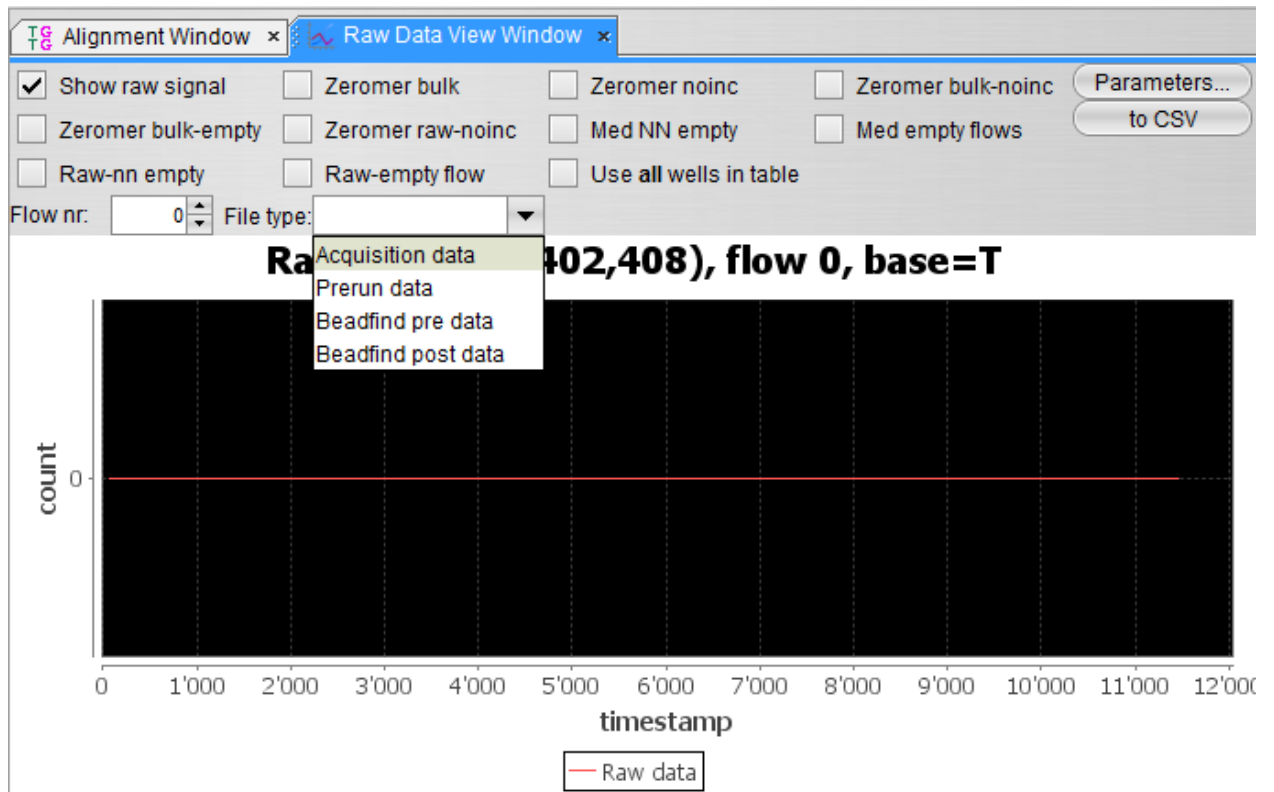 TG TG Alignment Window × Raw Data View Window ×
Show raw signal Zeromer bulk Zeromer noinc Zeromer bulk-noinc Parameters...
Zeromer bulk-empty Zeromer raw-noinc Med NN empty Med empty flows to CSV
Raw-nn empty Raw-empty flow Use all wells in table
Flow nr: 0 File type:
Acquisition data
Prerun data
Beadfind pre data
Beadfind post data
Ra 402,408), flow 0, base=T
count
0
0 1'000 2'000 3'000 4'000 5'000 6'000 7'000 8'000 9'000 10'000 11'000 12'000
timestamp
Raw data